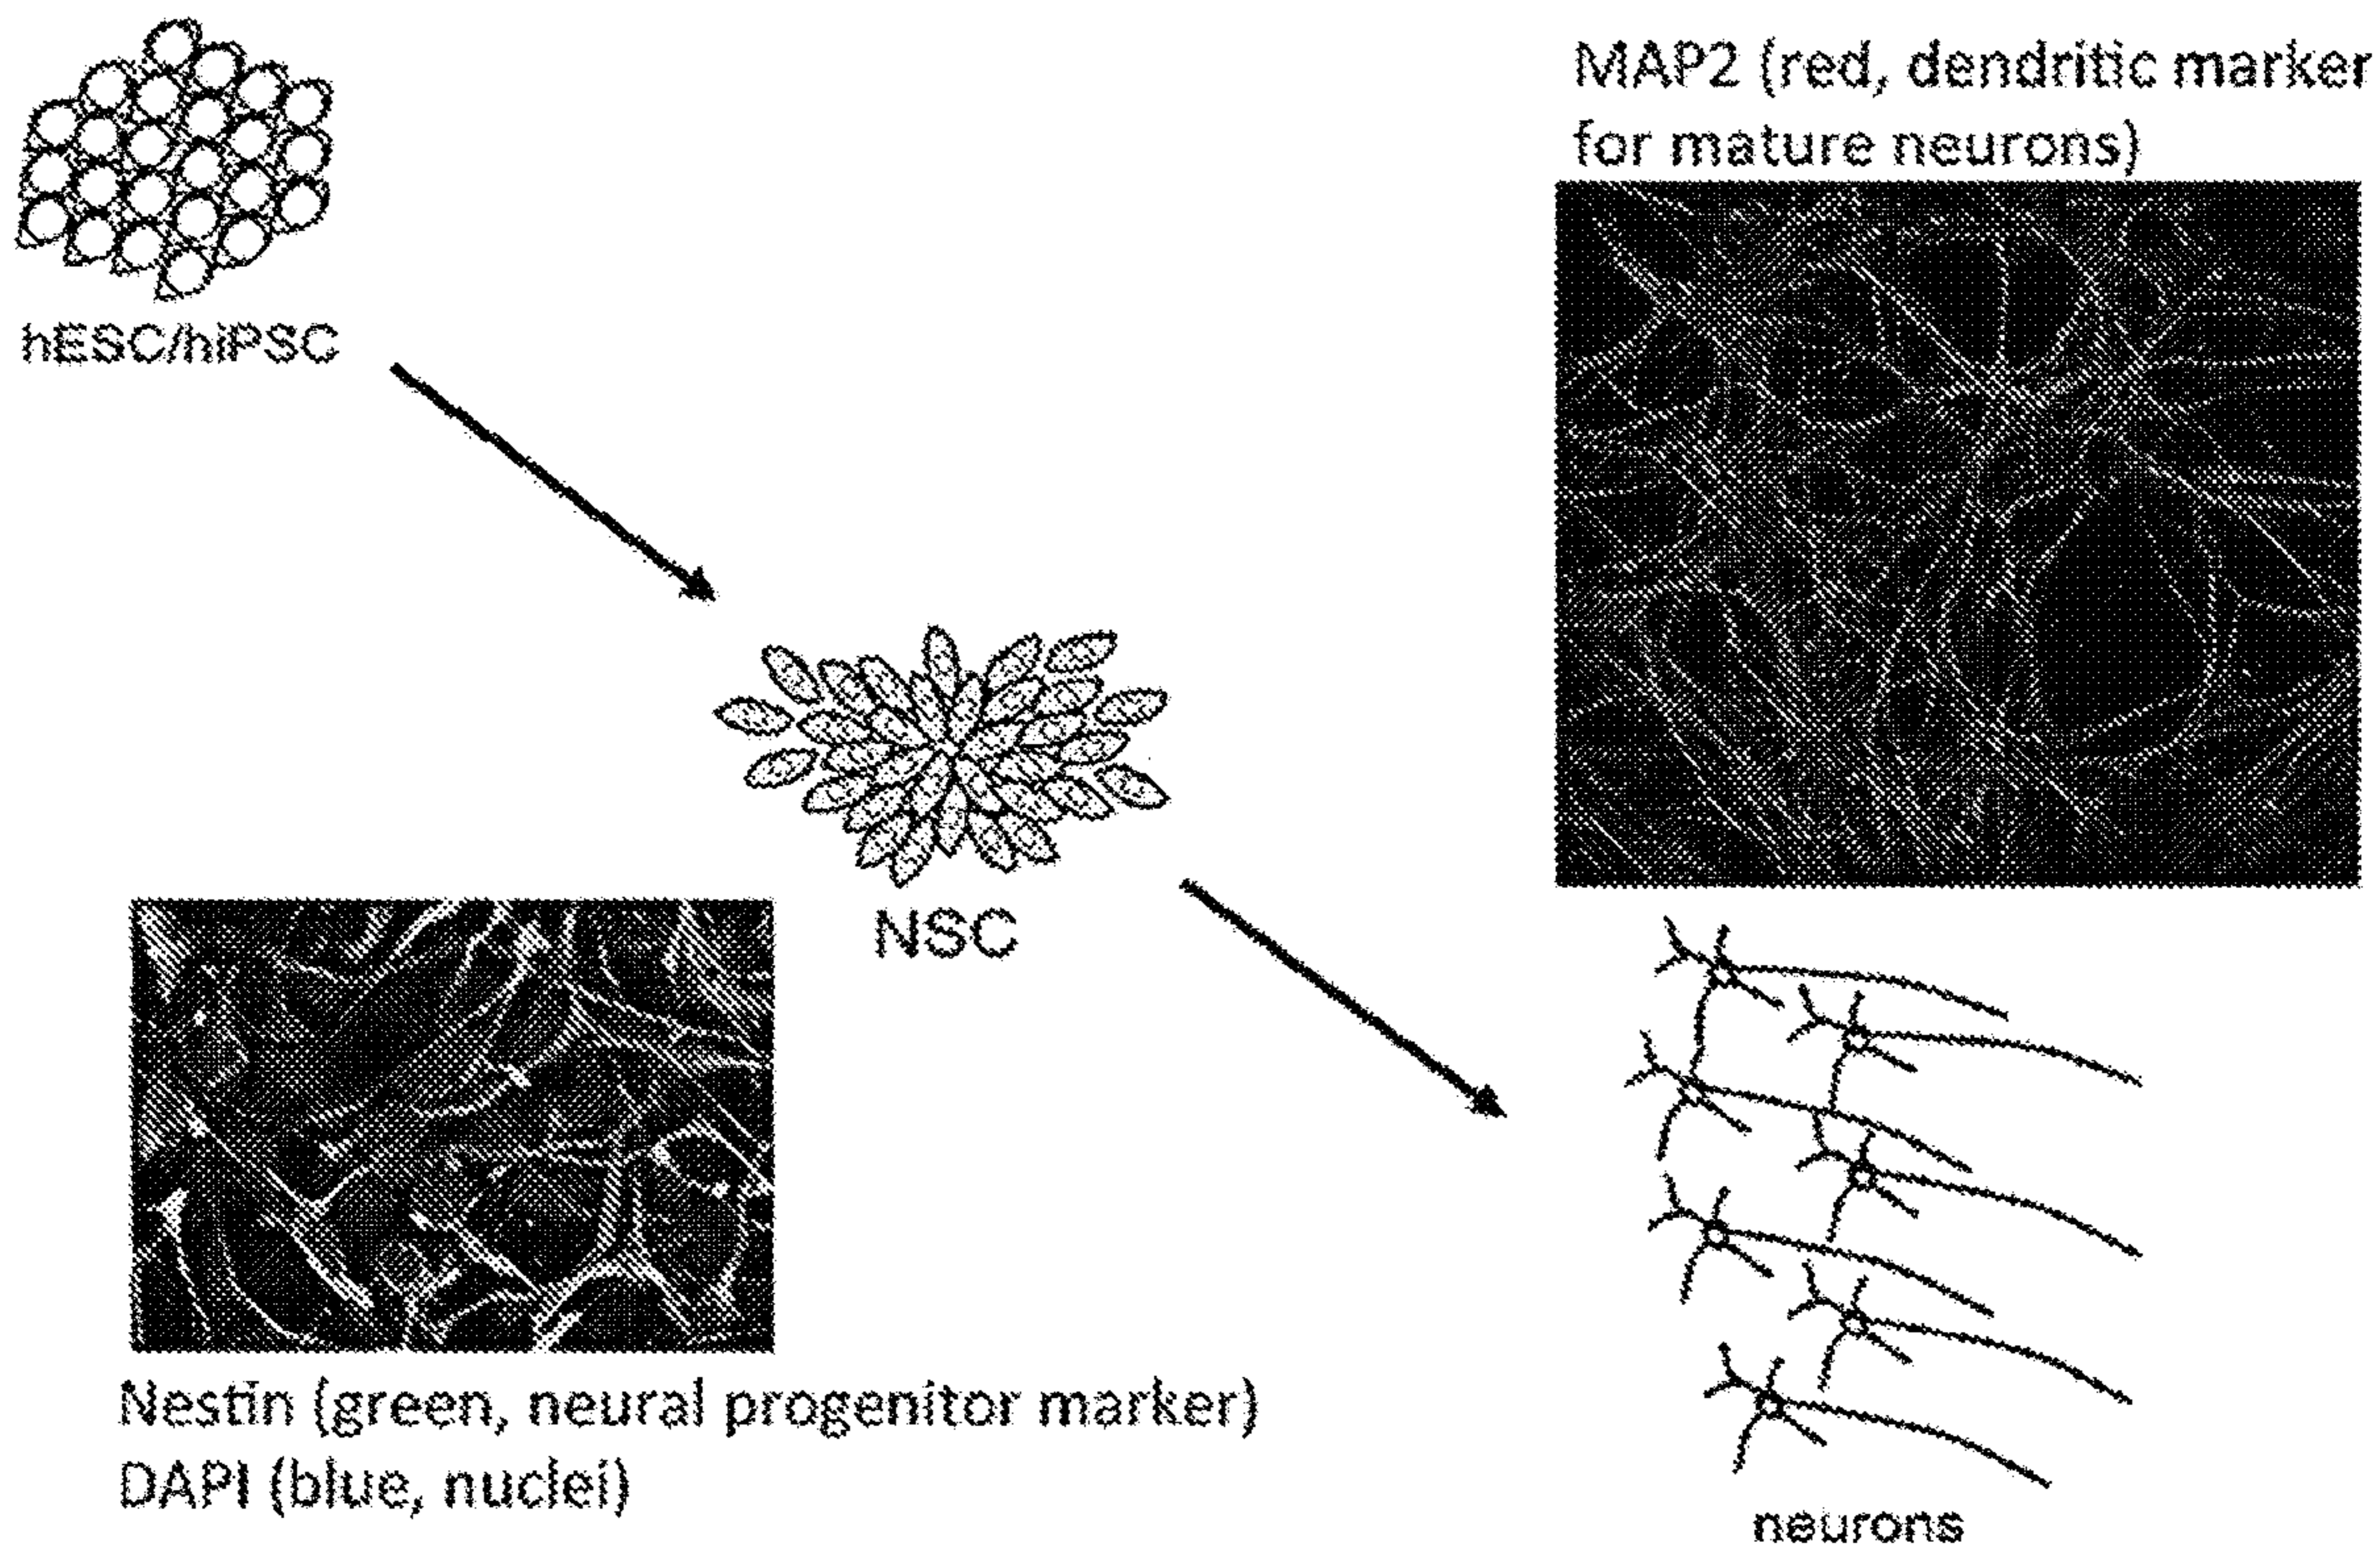 MAP2 (red, dendritic marker
for mature neurons)
hESC/hiPSC
NSC
Nestin (green, neural progenitor marker)
DAPI (blue, nuclei)
neurons